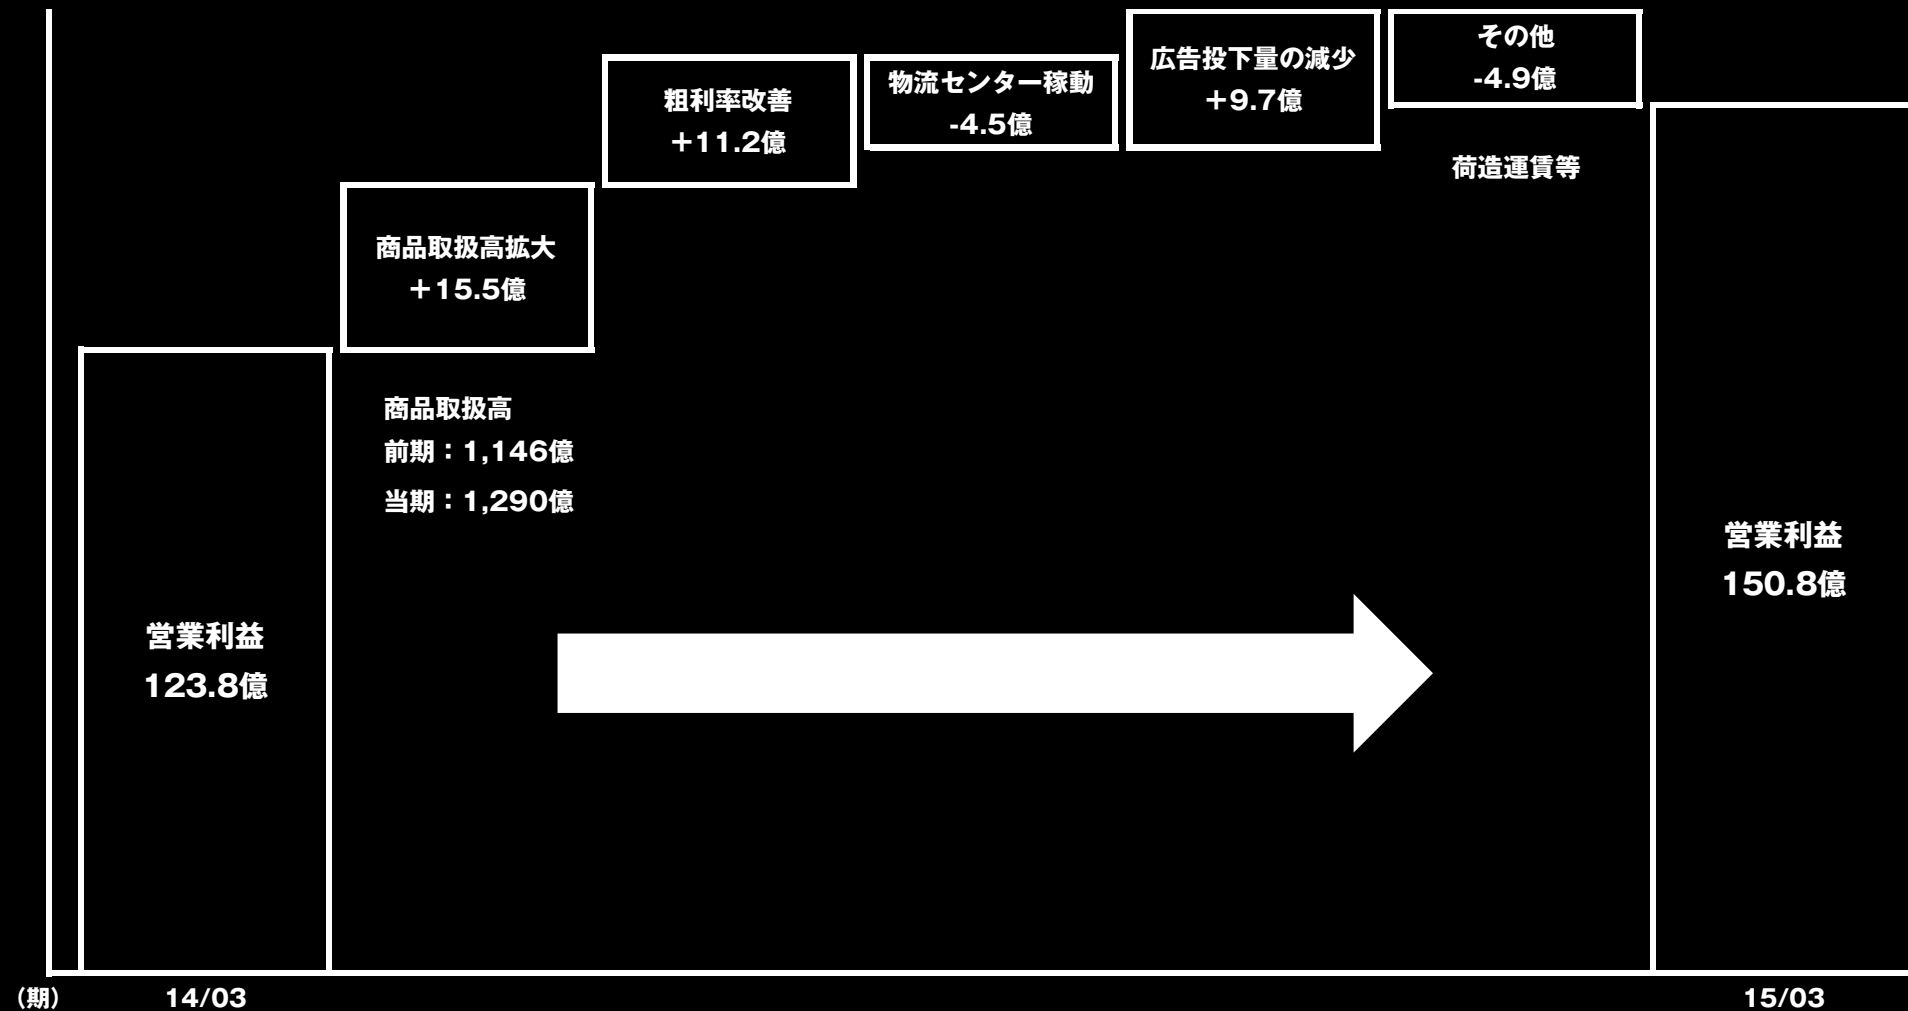 営業利益
123.8億
商品取扱高拡大
＋15.5億
商品取扱高
前期：1,146億
当期：1,290億
粗利率改善
＋11.2億
物流センター稼動
-4.5億
広告投下量の減少
＋9.7億
その他
-4.9億
荷造運賃等
営業利益
150.8億
（期）
14/03
15/03